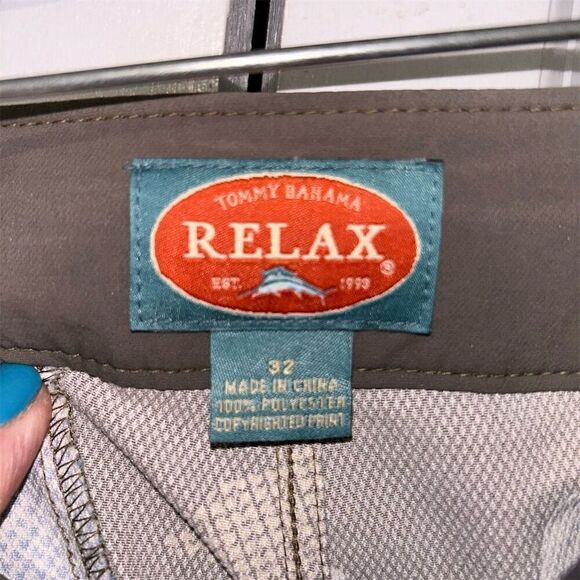 TOMMY BAHAMA
RELAX®
EST. 1993
32
MADE IN CHINA
100% POLYESTER
COPYRIGHTED PRINT